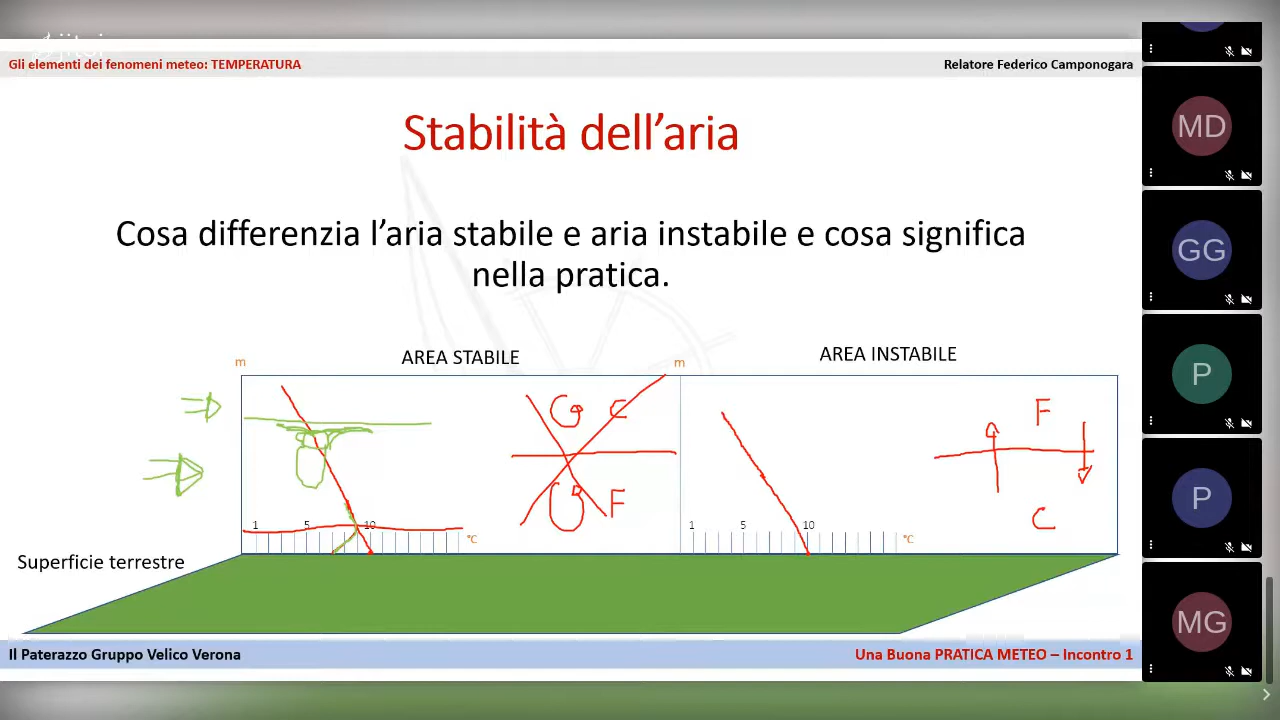 jitsi
Gli elementi dei fenomeni meteo: TEMPERATURA
Relatore Federico Camponogara
Stabilità dell’aria
Cosa differenzia l’aria stabile e aria instabile e cosa significa
nella pratica.
m
AREA STABILE
m
AREA INSTABILE
C
F
F
C
1 5 10
°C
1 5 10
°C
Superficie terrestre
Il Paterazzo Gruppo Velico Verona
Una Buona PRATICA METEO – Incontro 1
MD
GG
P
P
MG